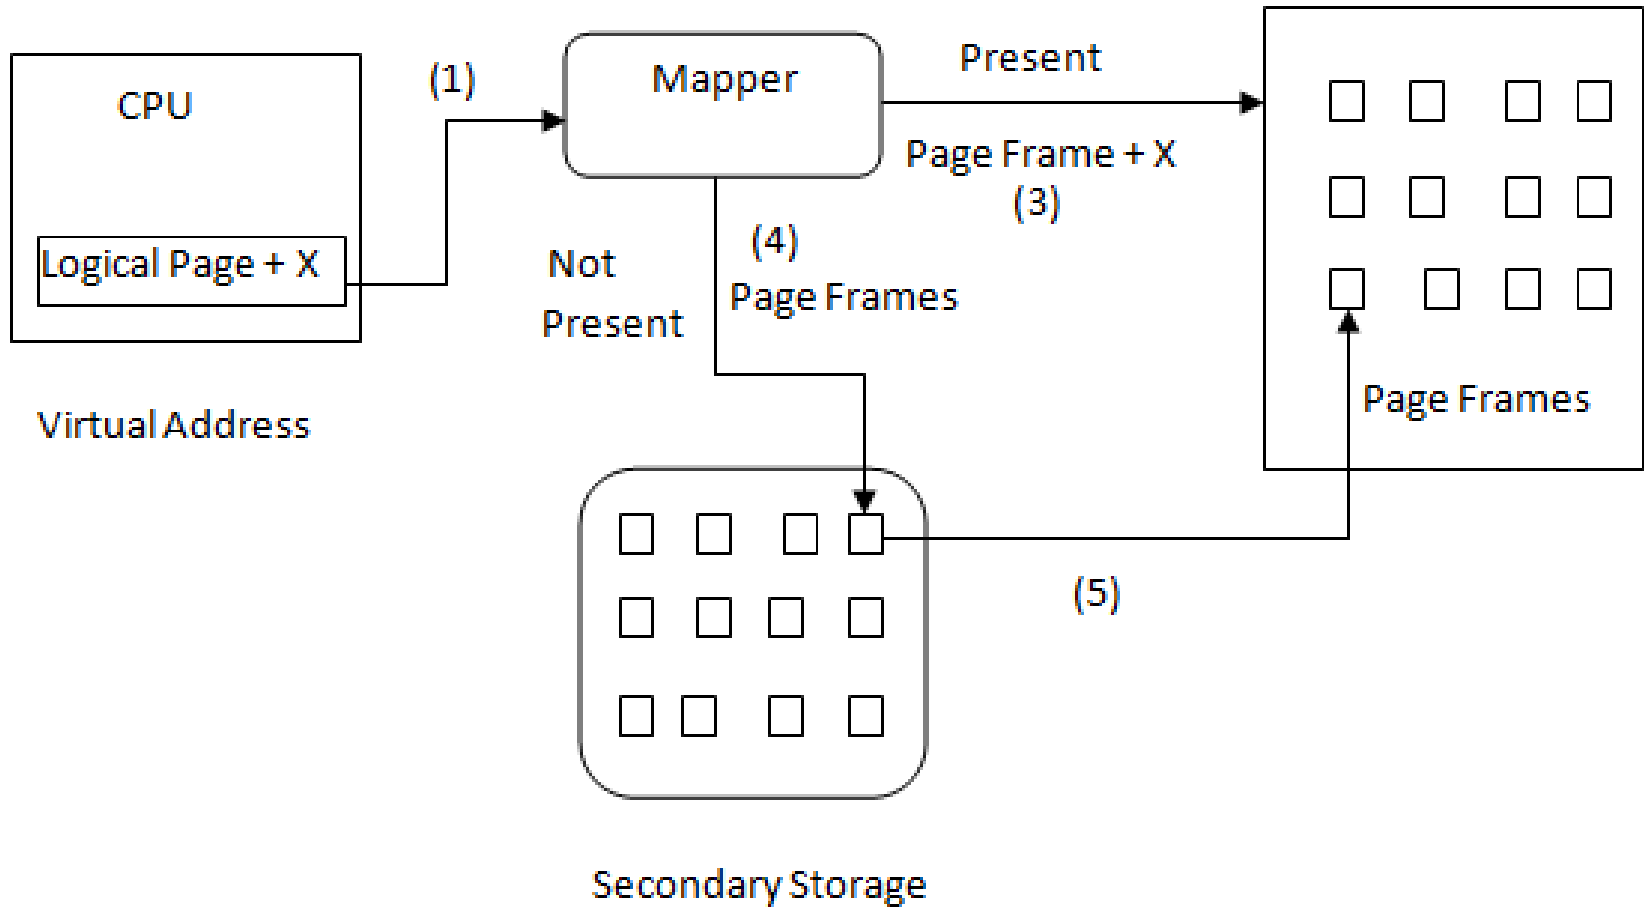 CPU
Logical Page + X
Virtual Address
(1)
Mapper
Present
Page Frame + X
(3)
Not
Present
(4)
Page Frames
Page Frames
(5)
Secondary Storage